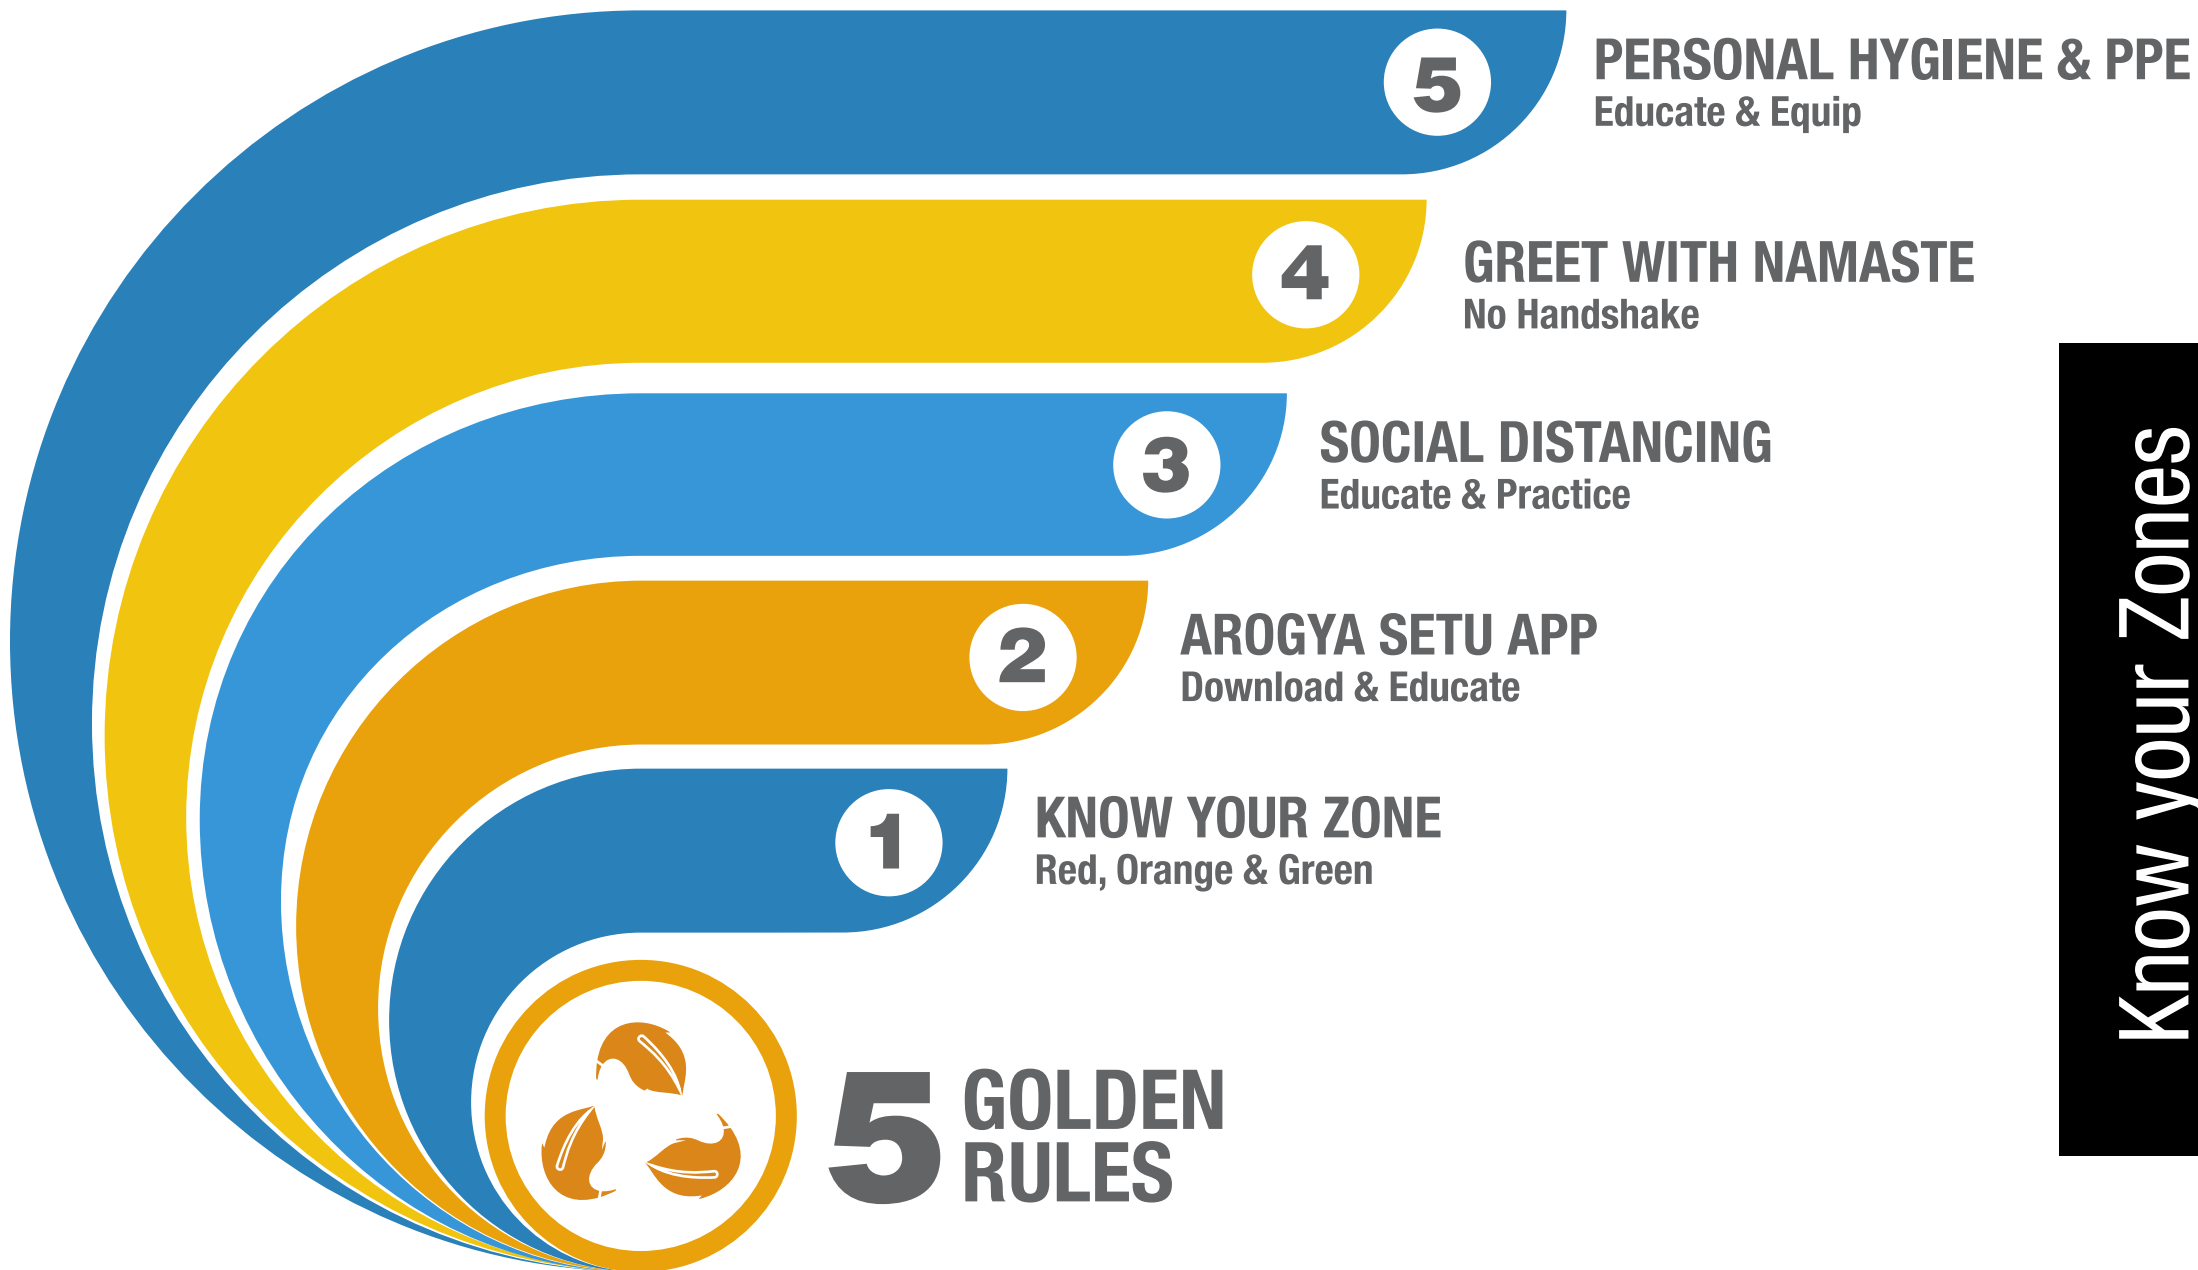 5
PERSONAL HYGIENE & PPE
Educate & Equip
4
GREET WITH NAMASTE
No Handshake
3
SOCIAL DISTANCING
Educate & Practice
2
AROGYA SETU APP
Download & Educate
1
KNOW YOUR ZONE
Red, Orange & Green
5 GOLDEN
RULES
Know your Zones